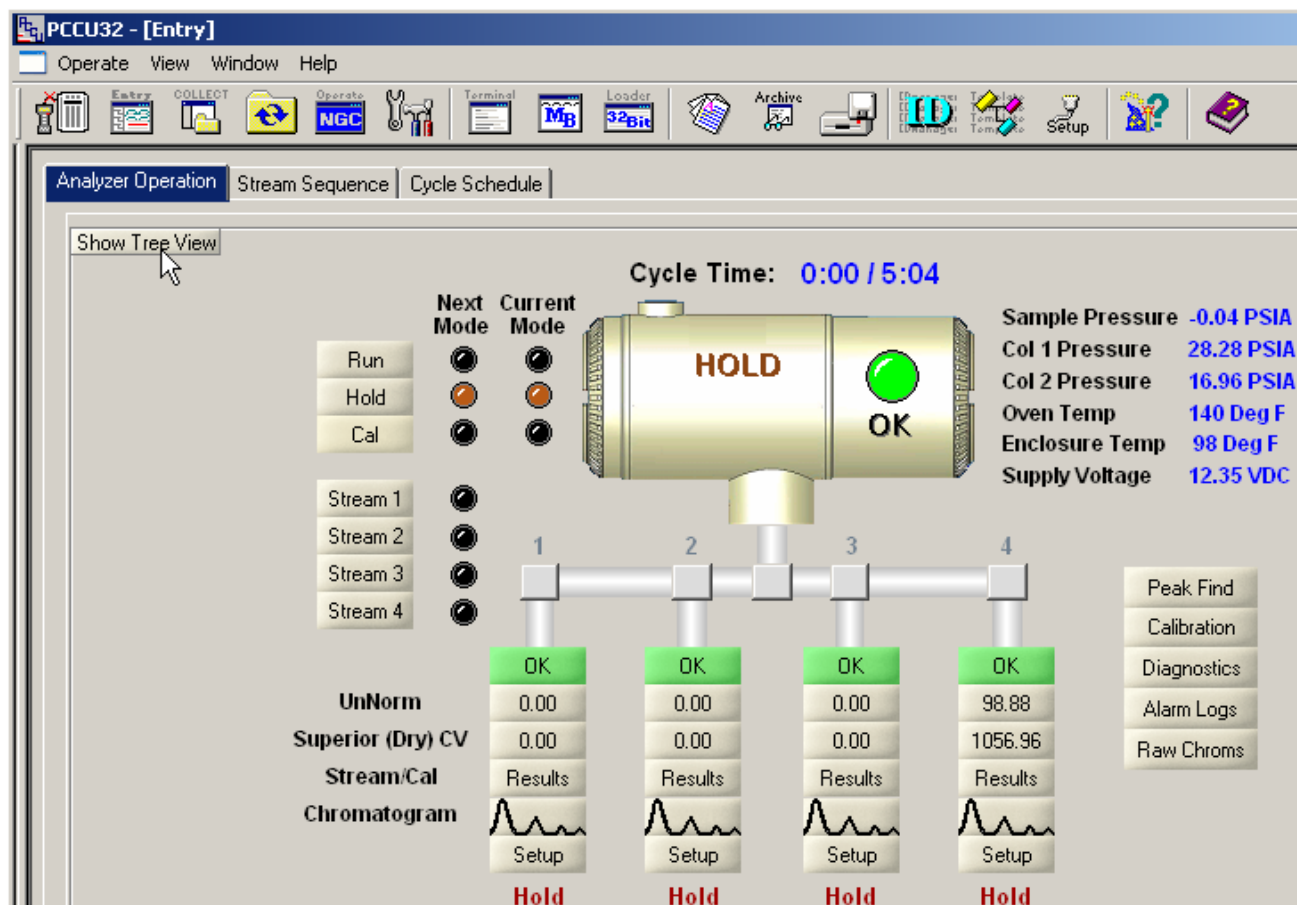 PCCU32 - [Entry]
Operate View Window Help
Entry COLLECT Operate NGC Terminal MB Loader 32Bit Archive ID Template Setup
Analyzer Operation Stream Sequence Cycle Schedule
Show Tree View
Cycle Time: 0:00 / 5:04
Next Mode Current Mode
Run
Hold
Cal
HOLD
OK
Sample Pressure -0.04 PSIA
Col 1 Pressure 28.28 PSIA
Col 2 Pressure 16.96 PSIA
Oven Temp 140 Deg F
Enclosure Temp 98 Deg F
Supply Voltage 12.35 VDC
Stream 1
Stream 2
Stream 3
Stream 4
1 2 3 4
Peak Find
Calibration
Diagnostics
Alarm Logs
Raw Chroms
OK OK OK OK
UnNorm 0.00 0.00 0.00 98.88
Superior (Dry) CV 0.00 0.00 0.00 1056.96
Stream/Cal Results Results Results Results
Chromatogram
Setup Setup Setup Setup
Hold Hold Hold Hold